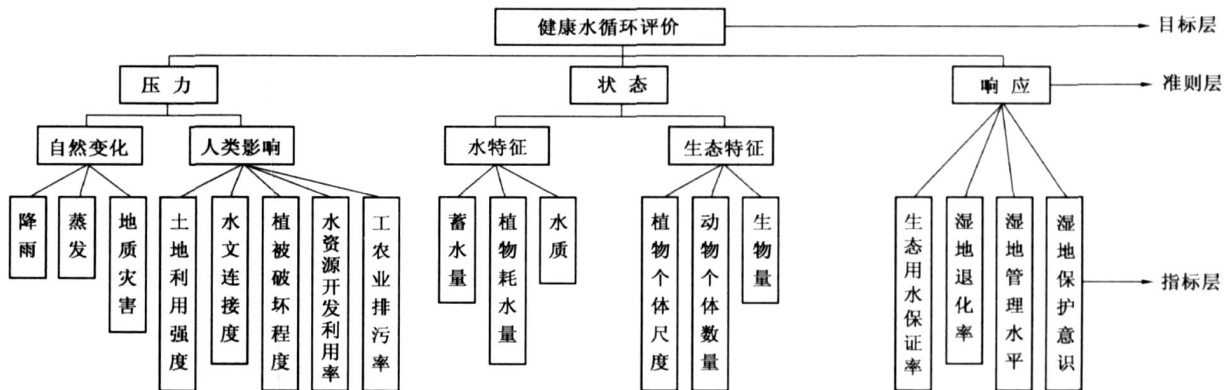 健康水循环评价
目标层
压力
状态
响应
准则层
自然变化
人类影响
水特征
生态特征
降雨
蒸发
地质灾害
土地利用强度
水文连接度
植被破坏程度
水资源开发利用率
工农业排污率
蓄水量
植物耗水量
水质
植物个体尺度
动物个体数量
生物量
生态用水保证率
湿地退化率
湿地管理水平
湿地保护意识
指标层